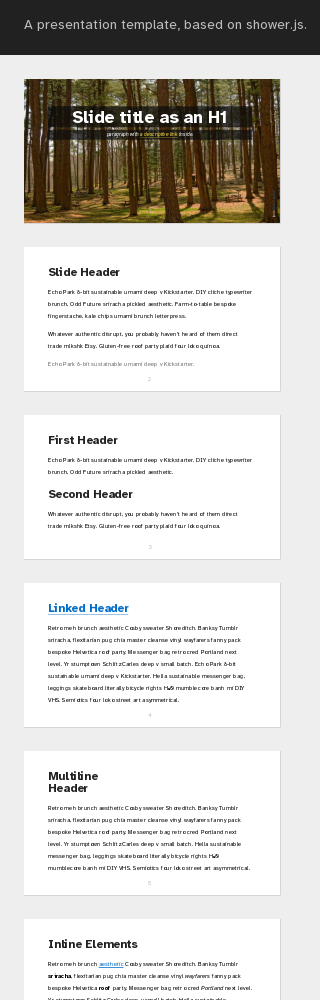 A presentation template, based on shower.js.
Slide title as an H1
paragraph with a descriptive link inside.
Slide Header
Echo Park 8-bit sustainable umami deep v Kickstarter. DIY cliche typewriter
brunch. Odd Future sriracha pickled aesthetic. Farm-to-table bespoke
fingerstache, kale chips umami brunch letterpress.
Whatever authentic disrupt, you probably haven't heard of them direct
trade mlkshk Etsy. Gluten-free roof party plaid four loko quinoa.
Echo Park 8-bit sustainable umami deep v Kickstarter.
2
First Header
Echo Park 8-bit sustainable umami deep v Kickstarter. DIY cliche typewriter
brunch. Odd Future sriracha pickled aesthetic.
Second Header
Whatever authentic disrupt, you probably haven't heard of them direct
trade mlkshk Etsy. Gluten-free roof party plaid four loko quinoa.
3
Linked Header
Retro meh brunch aesthetic Cosby sweater Shoreditch. Banksy Tumblr
sriracha, flexitarian pug chia master cleanse vinyl wayfarers fanny pack
bespoke Helvetica roof party. Messenger bag retro cred Portland next
level. Yr stumptown Schlitz Carles deep v small batch. Echo Park 8-bit
sustainable umami deep v Kickstarter. Hella sustainable messenger bag,
leggings skateboard literally bicycle rights H&M mumblecore banh mi DIY
VHS. Semiotics four loko street art asymmetrical.
4
Multiline
Header
Retro meh brunch aesthetic Cosby sweater Shoreditch. Banksy Tumblr
sriracha, flexitarian pug chia master cleanse vinyl wayfarers fanny pack
bespoke Helvetica roof party. Messenger bag retro cred Portland next
level. Yr stumptown Schlitz Carles deep v small batch. Hella sustainable
messenger bag, leggings skateboard literally bicycle rights H&M
mumblecore banh mi DIY VHS. Semiotics four loko street art asymmetrical.
5
Inline Elements
Retro meh brunch aesthetic Cosby sweater Shoreditch. Banksy Tumblr
sriracha, flexitarian pug chia master cleanse vinyl wayfarers fanny pack
bespoke Helvetica roof party. Messenger bag retro cred Portland next